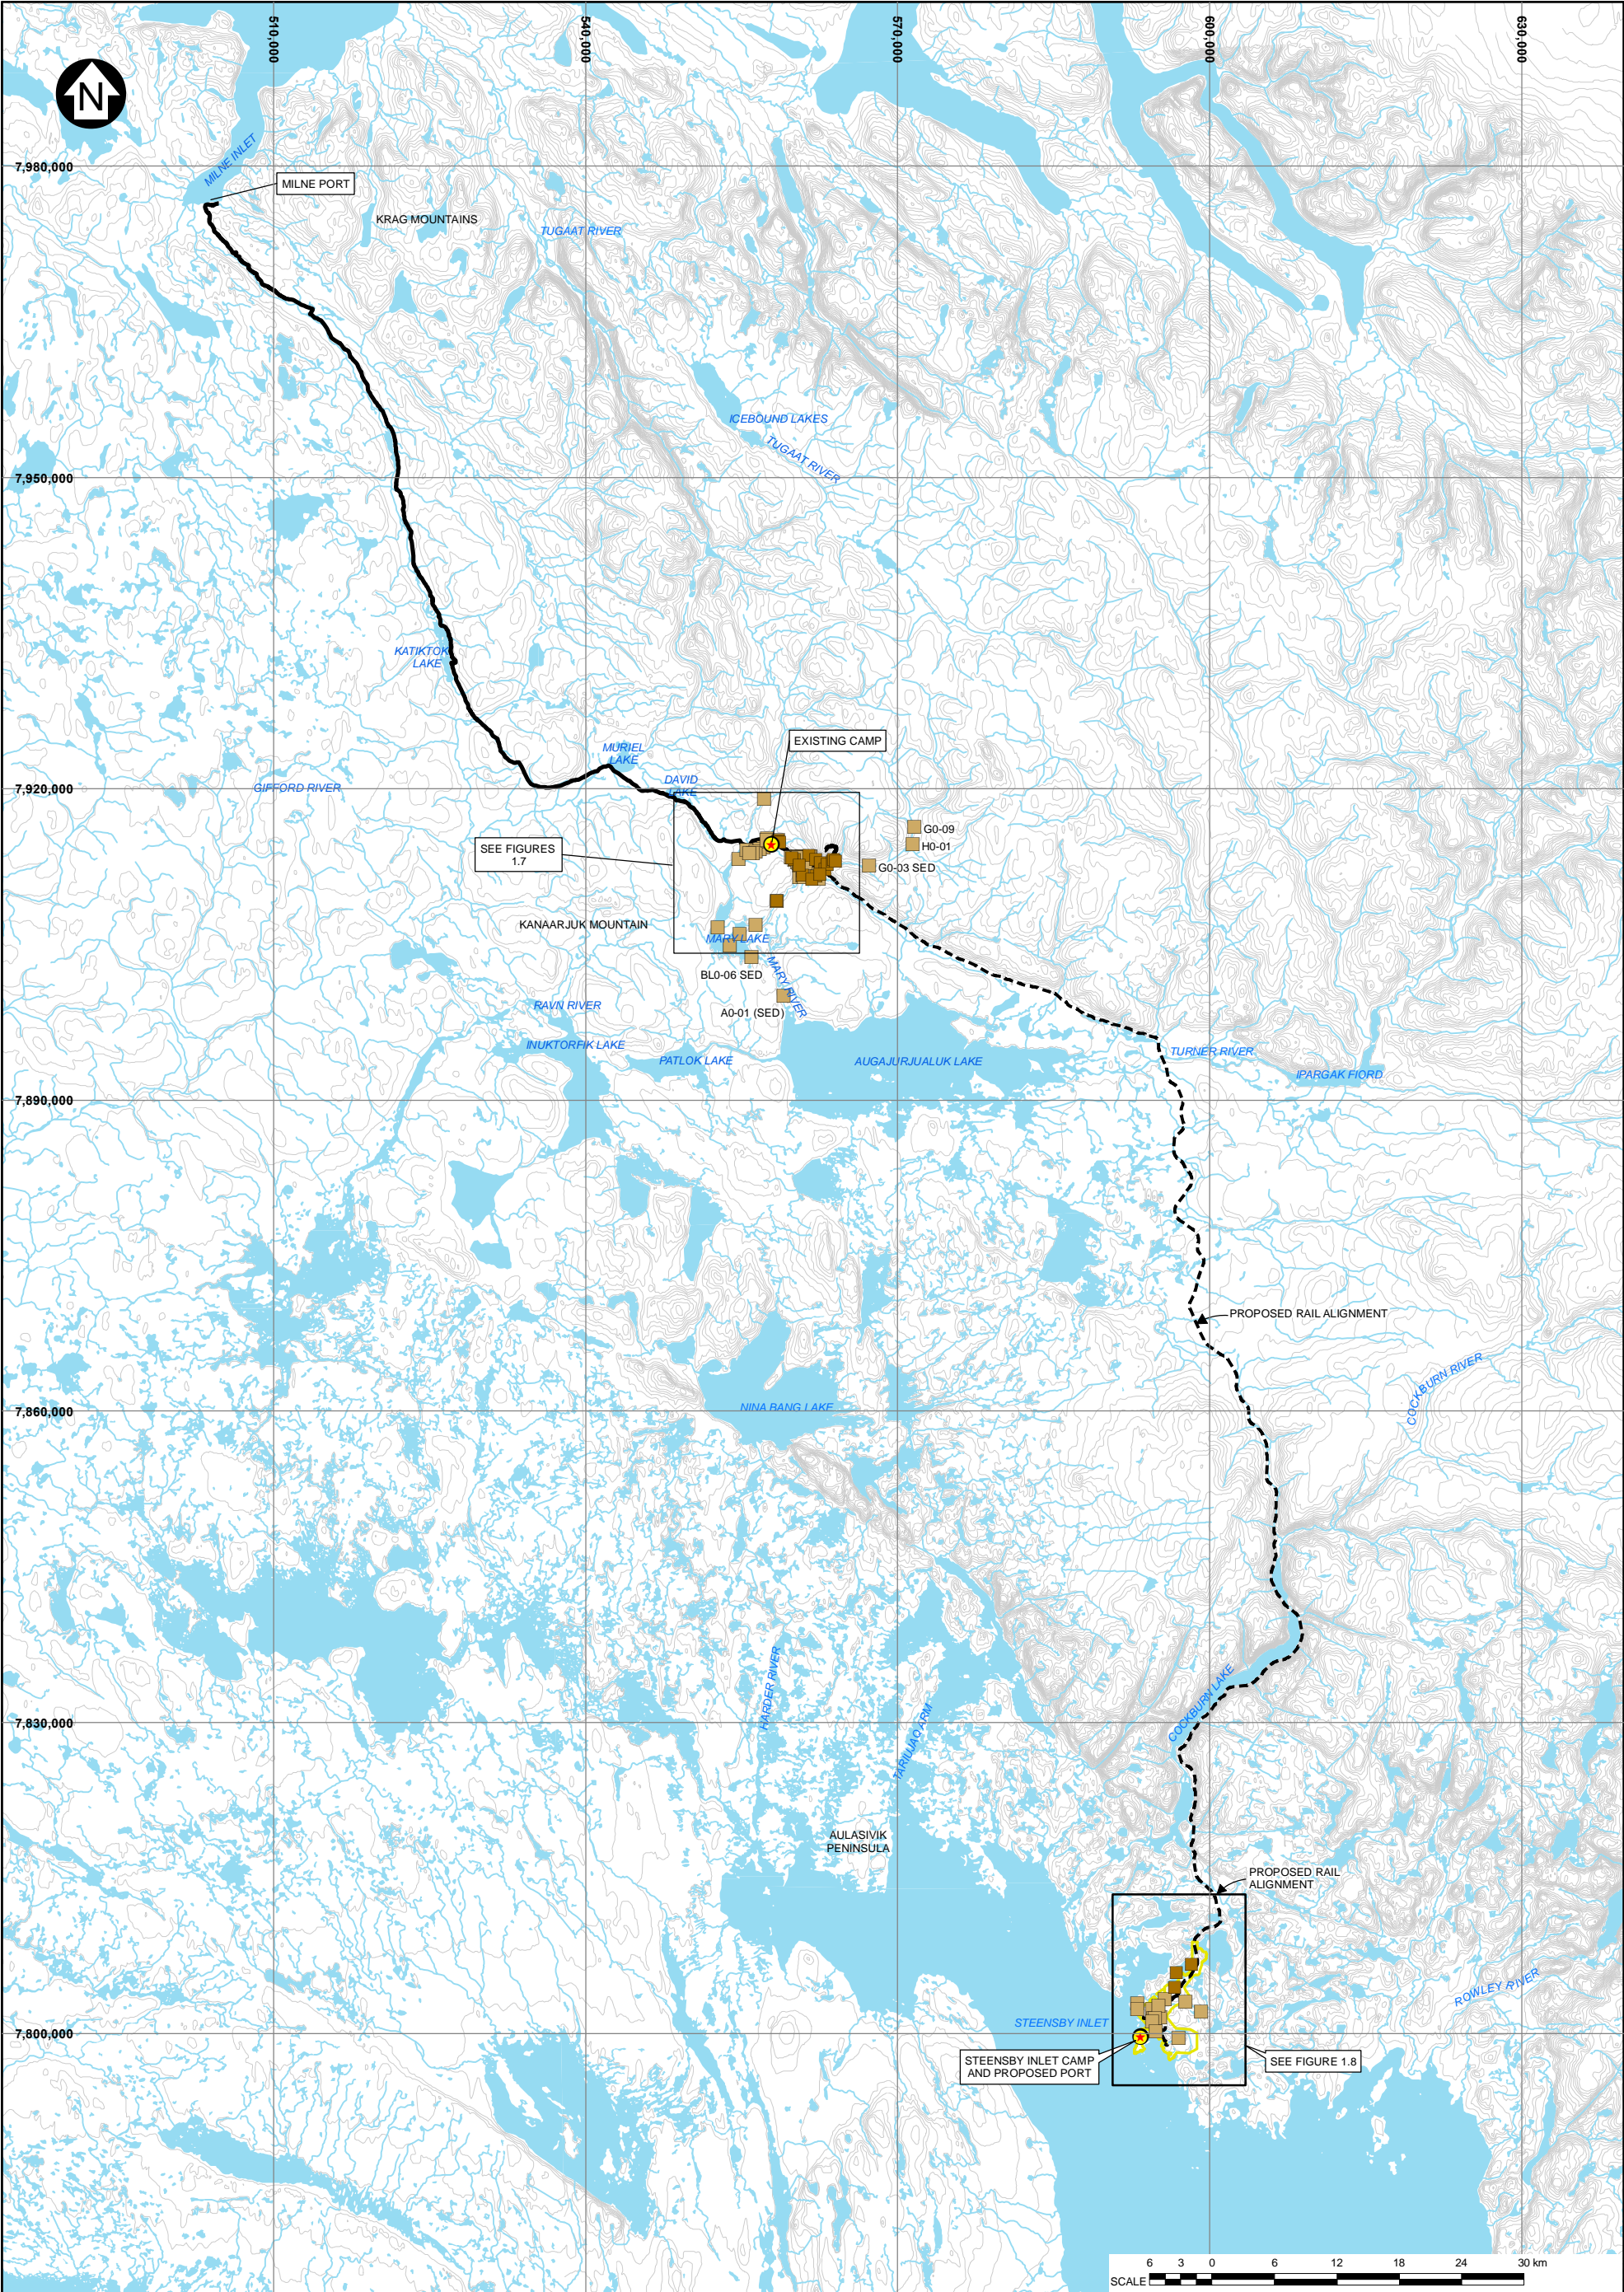 510,000
540,000
570,000
600,000
630,000
N
MILNE INLET
7,980,000
MILNE PORT
KRAG MOUNTAINS
TUGAAT RIVER
ICEBOUND LAKES
TUGAAT RIVER
7,950,000
KATIKTOK
LAKE
EXISTING CAMP
MURIEL
LAKE
DAVID
LAKE
7,920,000
GIFFORD RIVER
G0-09
H0-01
SEE FIGURES
1.7
G0-03 SED
KANAARJUK MOUNTAIN
MARY LAKE
BL0-06 SED
MARY RIVER
RAVN RIVER
A0-01 (SED)
INUKTORFIK LAKE
PATLOK LAKE
AUGAJURJUALUK LAKE
TURNER RIVER
IPARGAK FIORD
7,890,000
PROPOSED RAIL ALIGNMENT
COCKBURN RIVER
7,860,000
NINA BANG LAKE
HARDER RIVER
COCKBURN LAKE
TARIUJAQ ARM
7,830,000
AULASIVIK
PENINSULA
PROPOSED RAIL
ALIGNMENT
ROWLEY RIVER
STEENSBY INLET
7,800,000
STEENSBY INLET CAMP
AND PROPOSED PORT
SEE FIGURE 1.8
6 3 0 6 12 18 24 30 km
SCALE